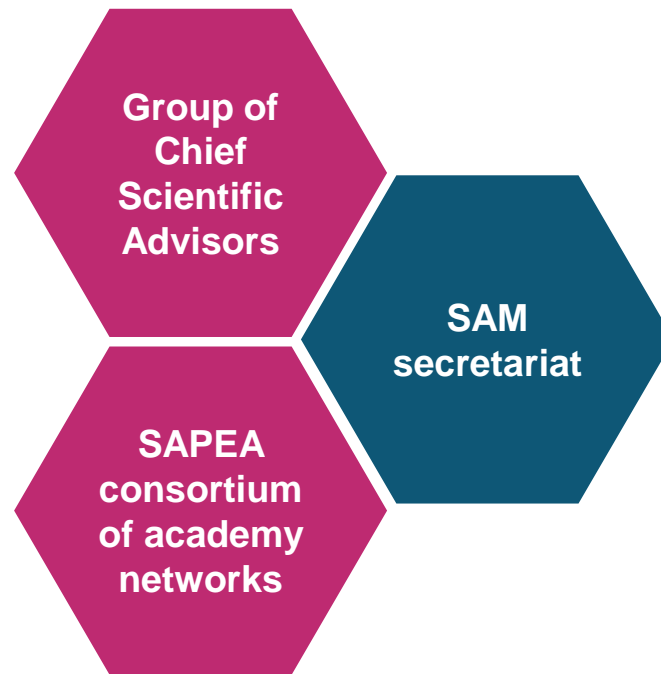 Group of
Chief
Scientific
Advisors
SAM
secretariat
SAPEA
consortium
of academy
networks